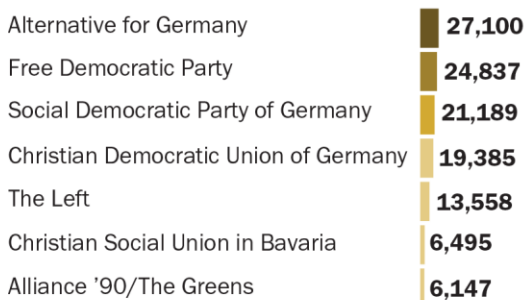 Alternative for Germany 27,100
Free Democratic Party 24,837
Social Democratic Party of Germany 21,189
Christian Democratic Union of Germany 19,385
The Left 13,558
Christian Social Union in Bavaria 6,495
Alliance ’90/The Greens 6,147